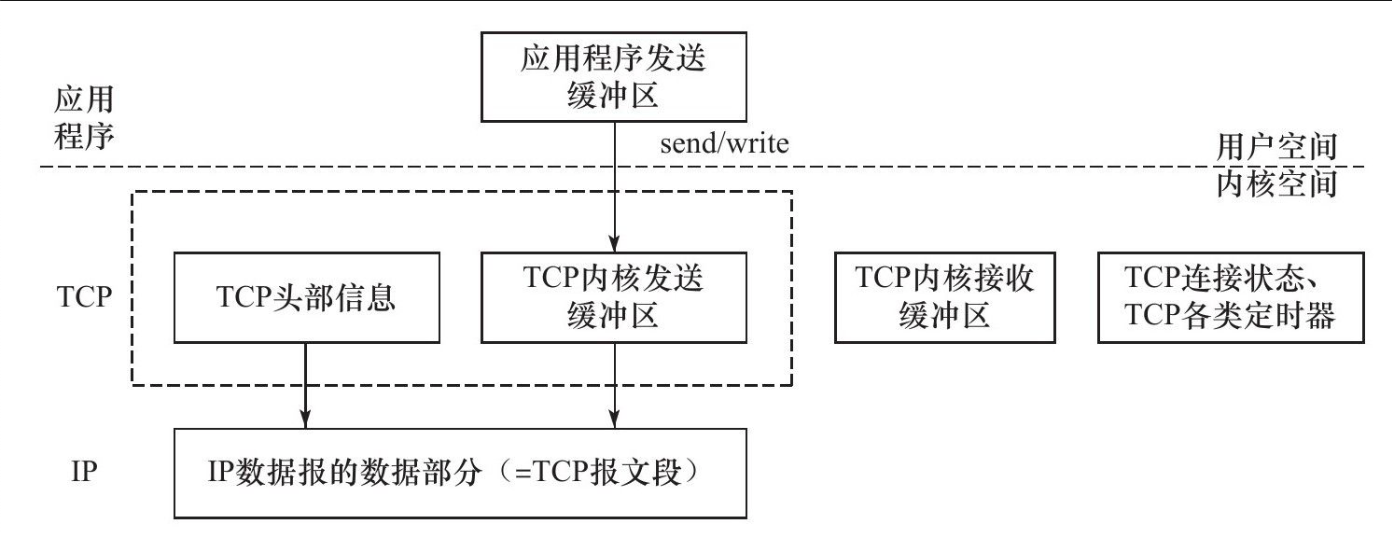 应用程序发送
缓冲区
应用
程序
send/write
用户空间
内核空间
TCP
TCP头部信息
TCP内核发送
缓冲区
TCP内核接收
缓冲区
TCP连接状态、
TCP各类定时器
IP
IP数据报的数据部分（=TCP报文段）